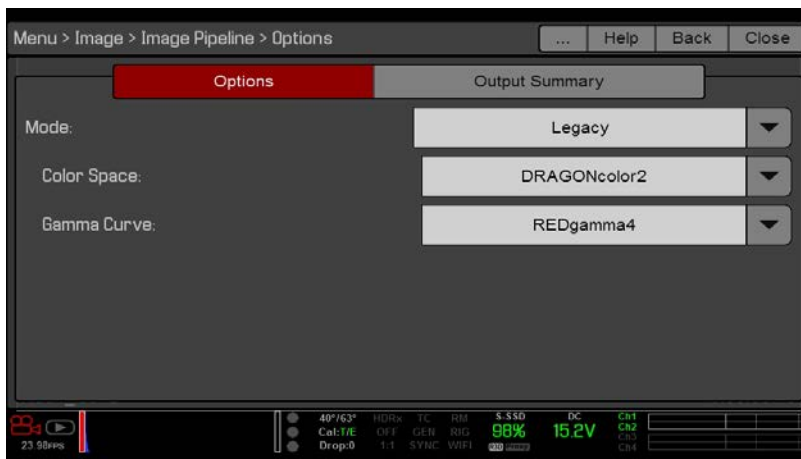 Menu > Image > Image Pipeline > Options ... Help Back Close
Options Output Summary
Mode: Legacy
Color Space: DRAGONcolor2
Gamma Curve: REDgamma4
40°/63° HDRx TC RM S-SSD DC Ch1
Cal:T/E OFF GEN RIG 98% 15.2V Ch2
23.98FPS Drop:0 1:1 SYNC WIFI R3D Ch3
Ch4